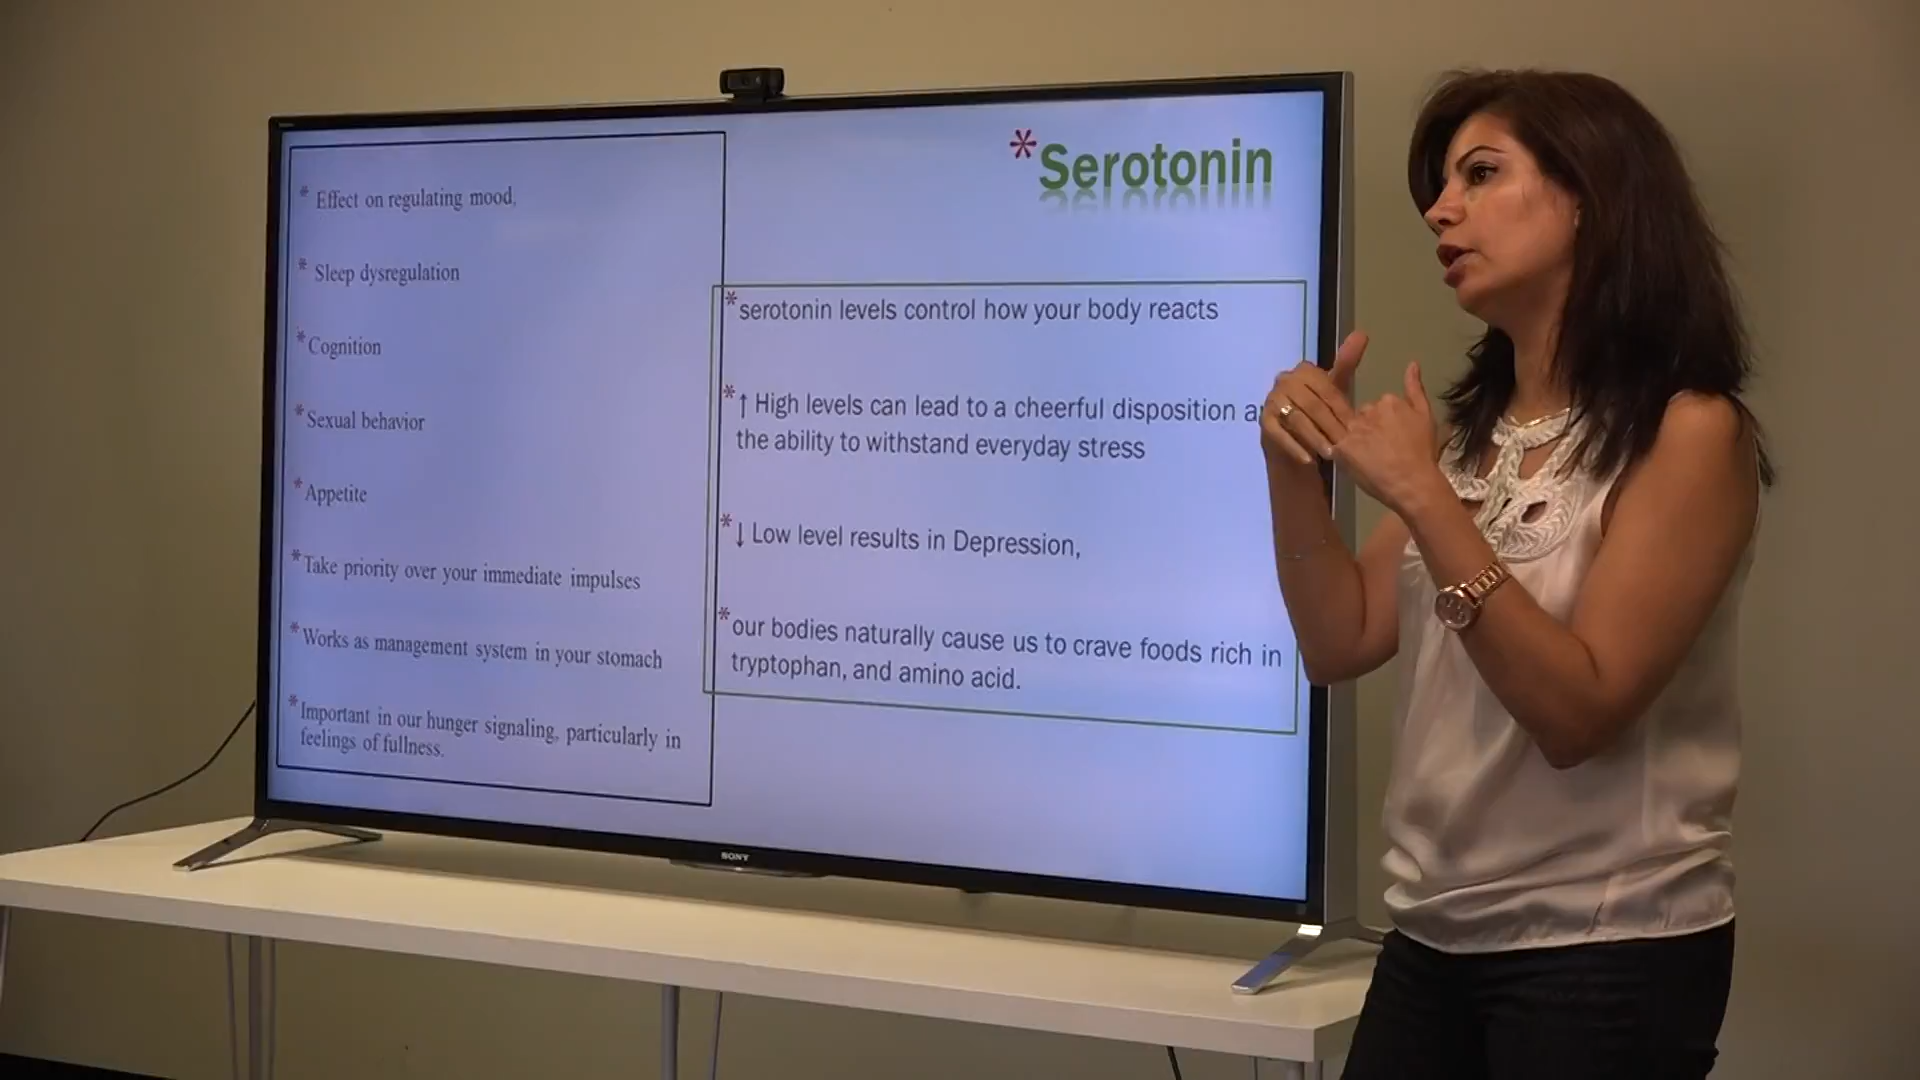 *Serotonin
* Effect on regulating mood,
* Sleep dysregulation
* Cognition
* Sexual behavior
* Appetite
* Take priority over your immediate impulses
* Works as management system in your stomach
* Important in our hunger signaling, particularly in
feelings of fullness.
*serotonin levels control how your body reacts
*↑ High levels can lead to a cheerful disposition
the ability to withstand everyday stress
*↓ Low level results in Depression,
*our bodies naturally cause us to crave foods rich in
tryptophan, and amino acid.
SONY